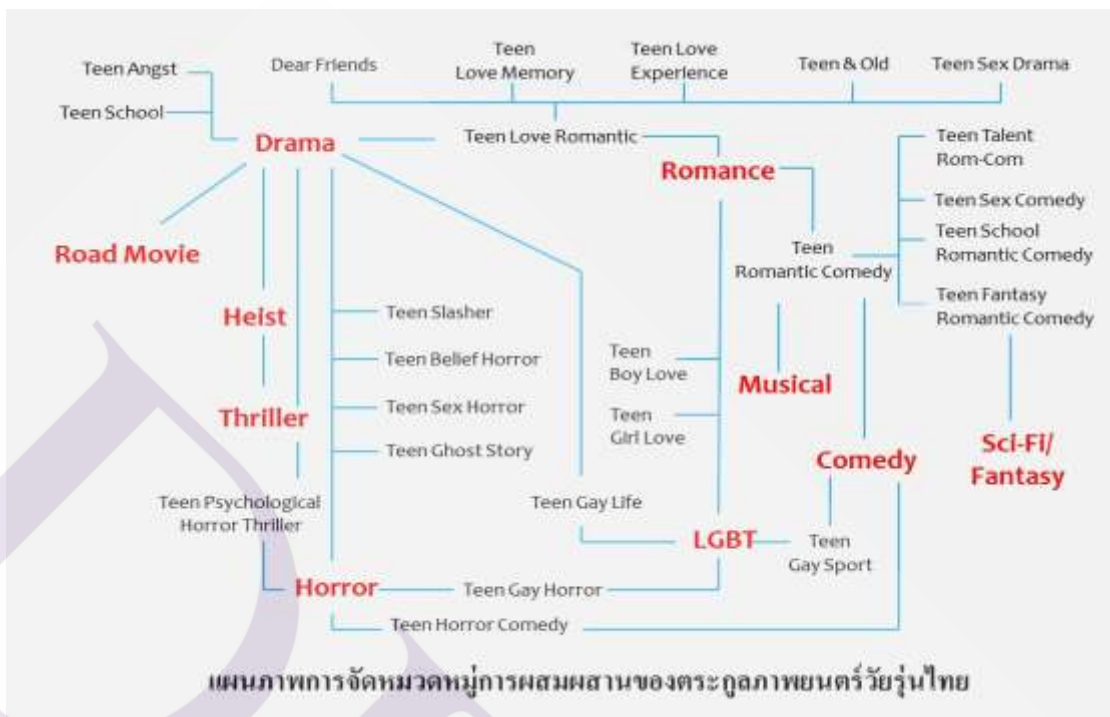 Teen Angst
Teen School
Dear Friends
Teen
Love Memory
Teen Love
Experience
Teen & Old
Teen Sex Drama
Drama
Teen Love Romantic
Romance
Teen Talent
Rom-Com
Teen Sex Comedy
Teen School
Romantic Comedy
Teen Fantasy
Romantic Comedy
Teen
Romantic Comedy
Road Movie
Heist
Thriller
Teen Slasher
Teen Belief Horror
Teen Sex Horror
Teen Ghost Story
Teen
Boy Love
Teen
Girl Love
Musical
Comedy
Sci-Fi/
Fantasy
Teen Psychological
Horror Thriller
Teen Gay Life
LGBT
Teen
Gay Sport
Horror
Teen Gay Horror
Teen Horror Comedy
แผนภาพการจัดหมวดหมู่การผสมผสานของตระกูลภาพยนตร์วัยรุ่นไทย